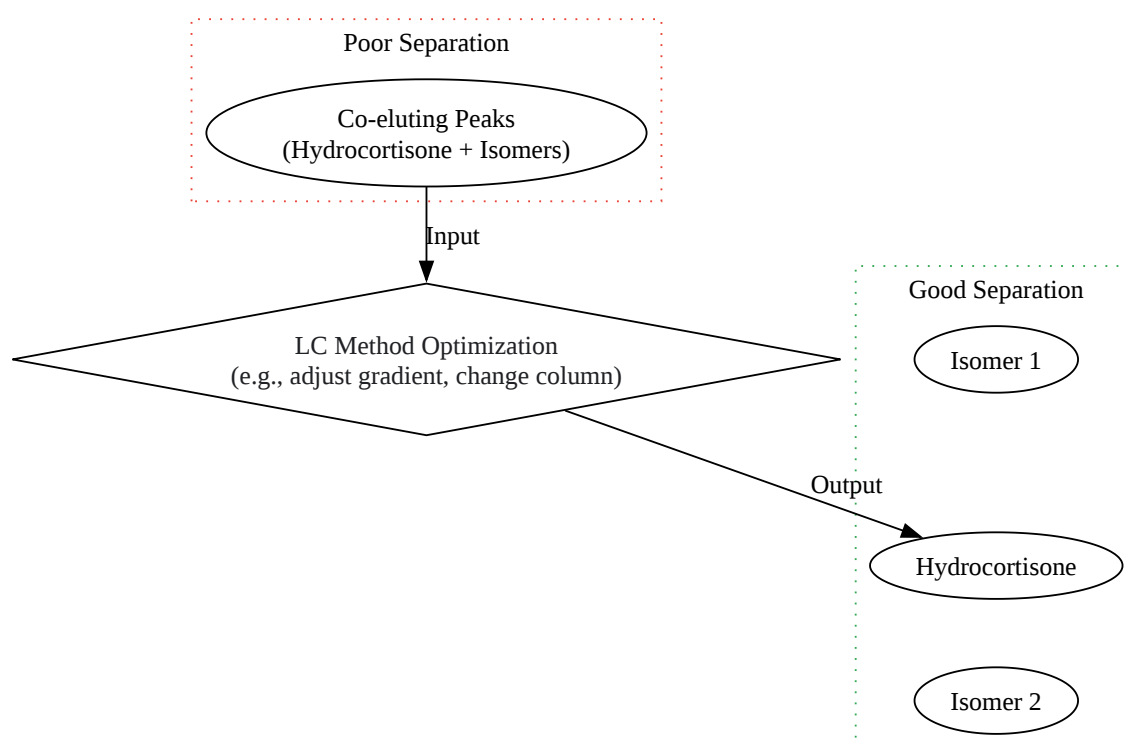 Poor Separation
Co-eluting Peaks
(Hydrocortisone + Isomers)
Input
Good Separation
LC Method Optimization
(e.g., adjust gradient, change column)
Isomer 1
Output
Hydrocortisone
Isomer 2